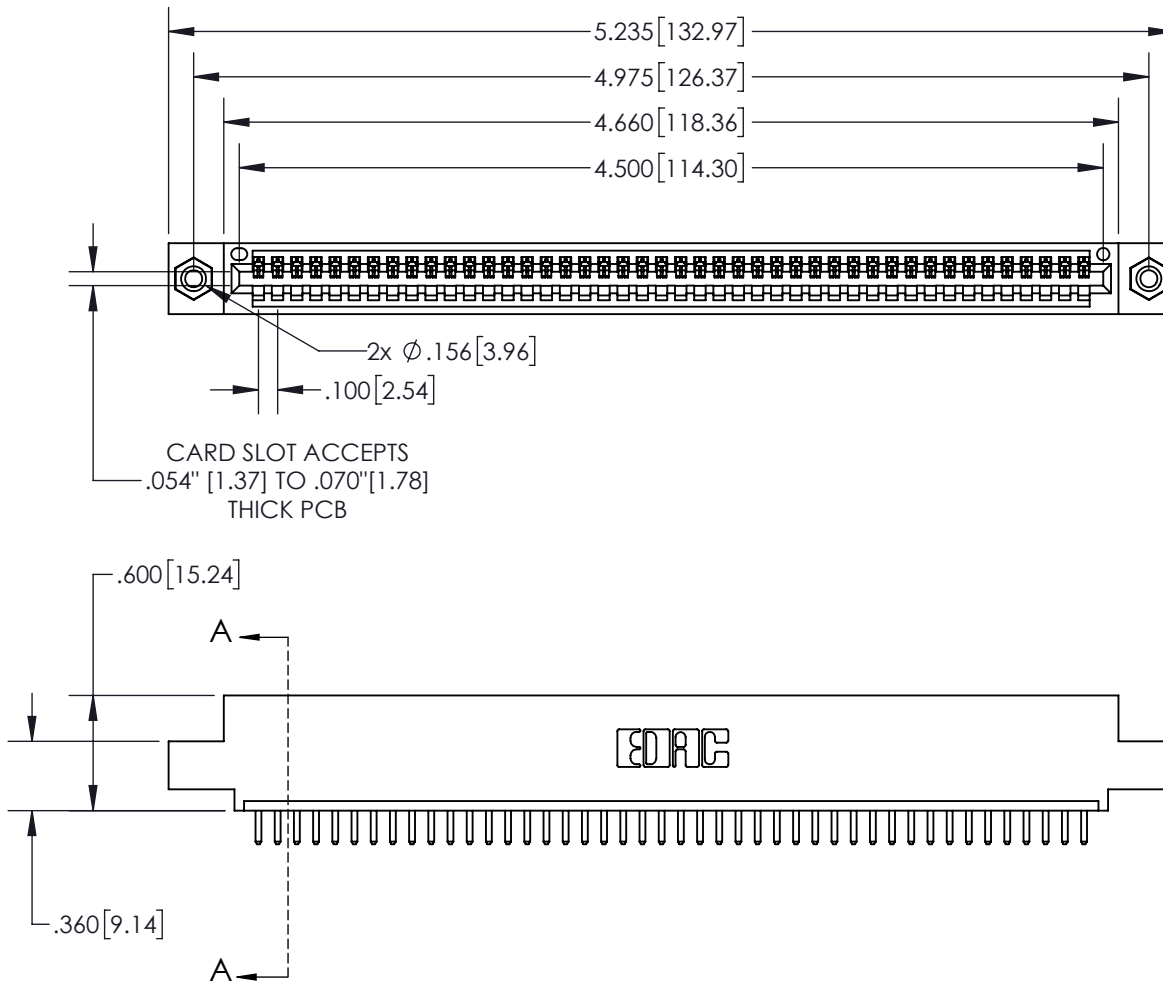 5.235[132.97]
4.975[126.37]
4.660[118.36]
4.500[114.30]
2x Ø.156[3.96]
.100[2.54]
CARD SLOT ACCEPTS
.054" [1.37] TO .070"[1.78]
THICK PCB
.600[15.24]
A
EDAC
.360[9.14]
A